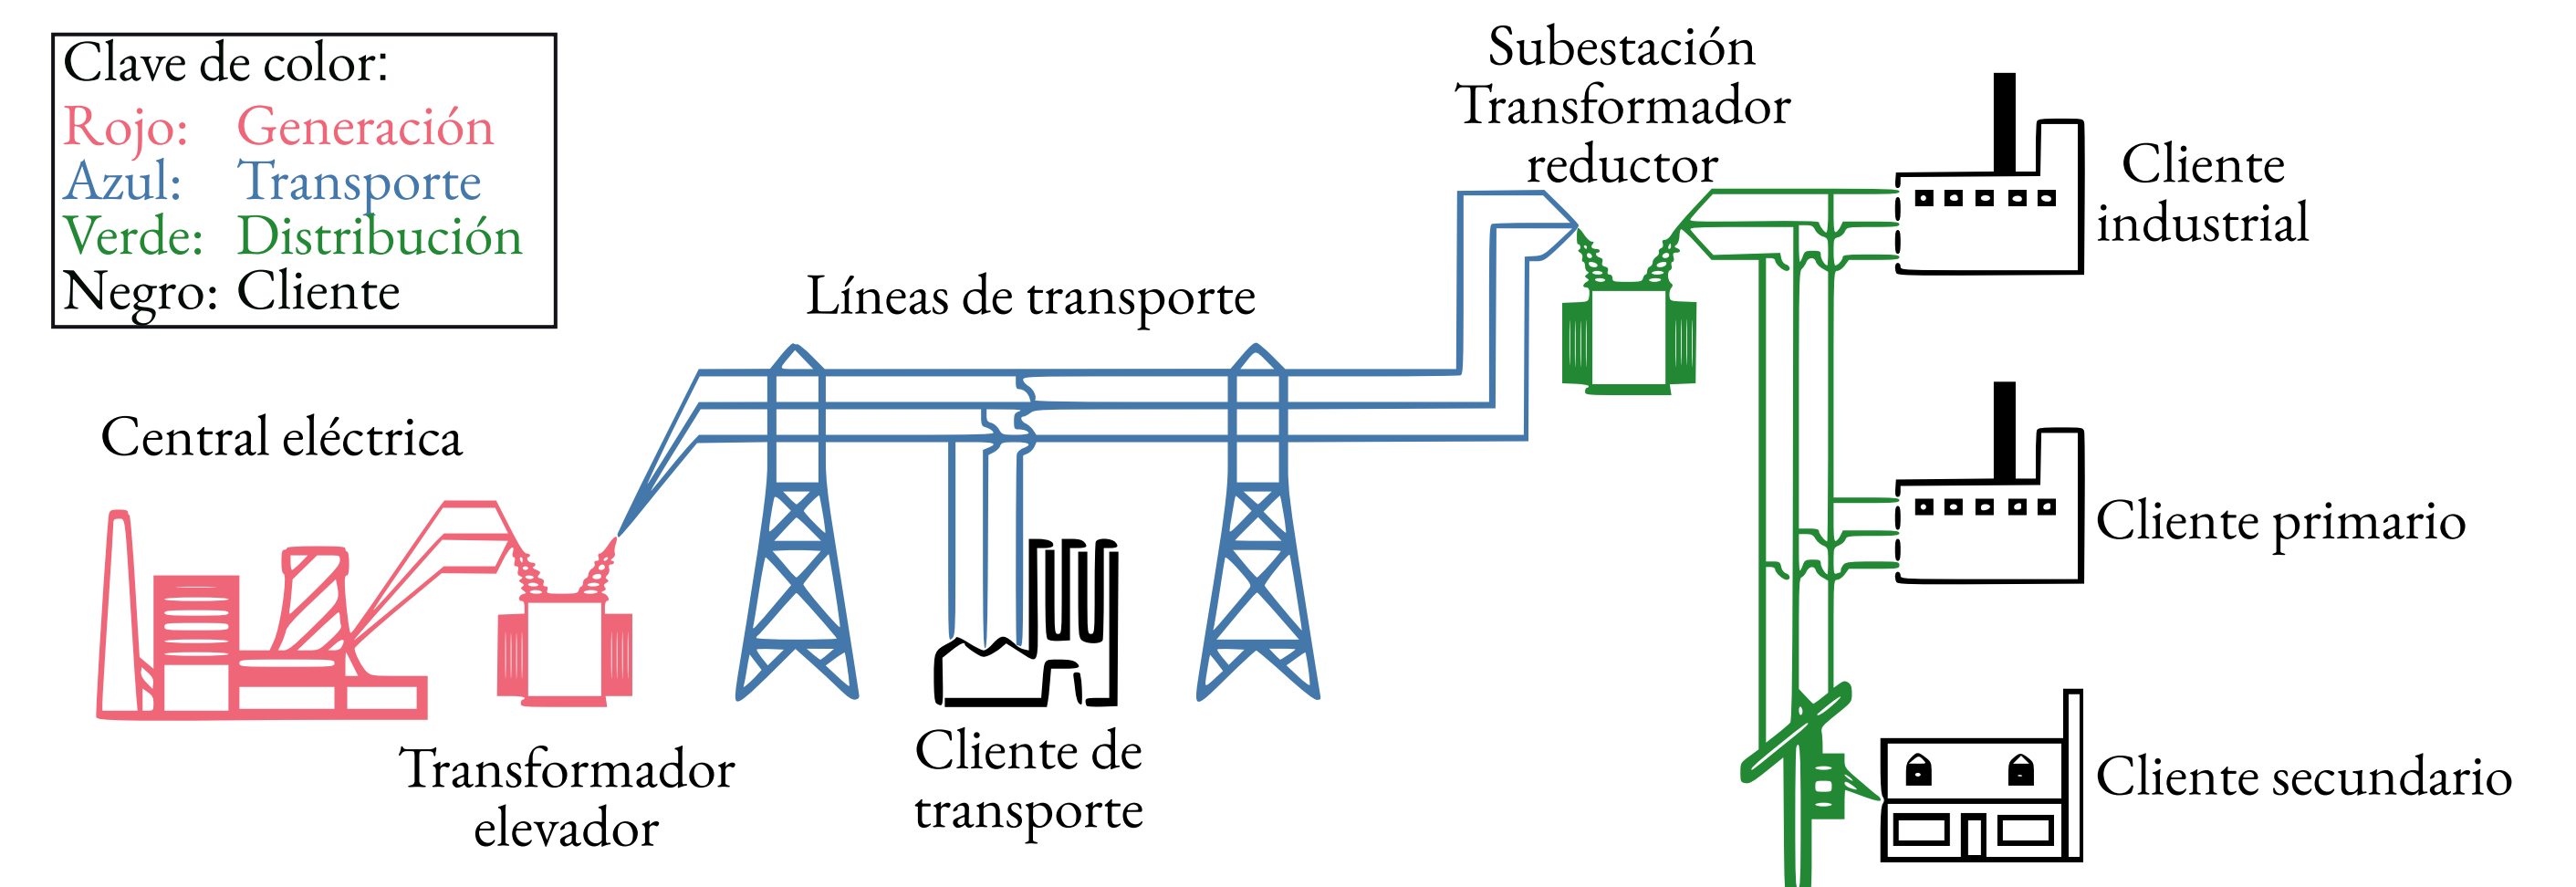 Clave de color:
Rojo: Generación
Azul: Transporte
Verde: Distribución
Negro: Cliente
Central eléctrica
Transformador
elevador
Líneas de transporte
Cliente de
transporte
Subestación
Transformador
reductor
Cliente
industrial
Cliente primario
Cliente secundario